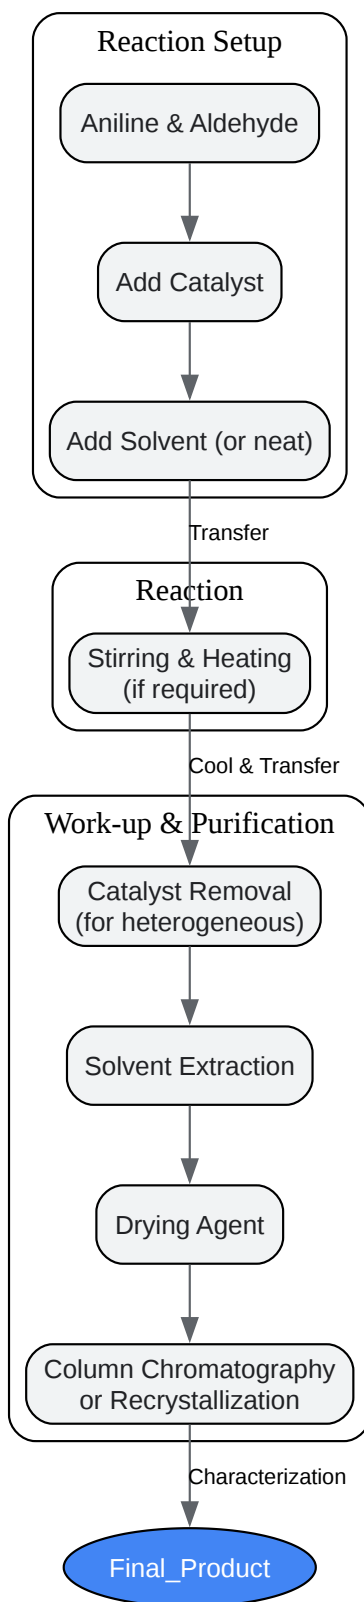 Reaction Setup
Aniline & Aldehyde
Add Catalyst
Add Solvent (or neat)
Transfer
Reaction
Stirring & Heating
(if required)
Cool & Transfer
Work-up & Purification
Catalyst Removal
(for heterogeneous)
Solvent Extraction
Drying Agent
Column Chromatography
or Recrystallization
Characterization
Final_Product